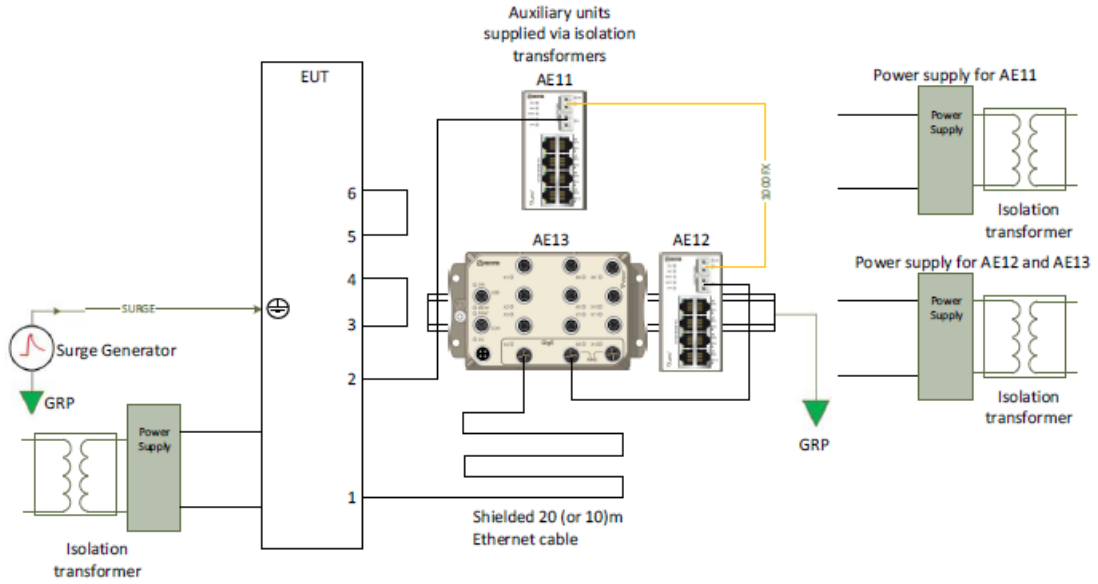 Auxiliary units
supplied via isolation
transformers
EUT
AE11
Power supply for AE11
Power
Supply
Isolation
transformer
6
5
4
3
2
1
AE13
AE12
1000 FX
Power supply for AE12 and AE13
Power
Supply
Isolation
transformer
SURGE
Surge Generator
GRP
GRP
Power
Supply
Isolation
transformer
Shielded 20 (or 10)m
Ethernet cable